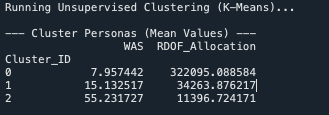 Running Unsupervised Clustering (K-Means)...
--- Cluster Personas (Mean Values) ---
WAS RDOF_Allocation
Cluster_ID
0 7.957442 322095.088584
1 15.132517 34263.876217
2 55.231727 11396.724171